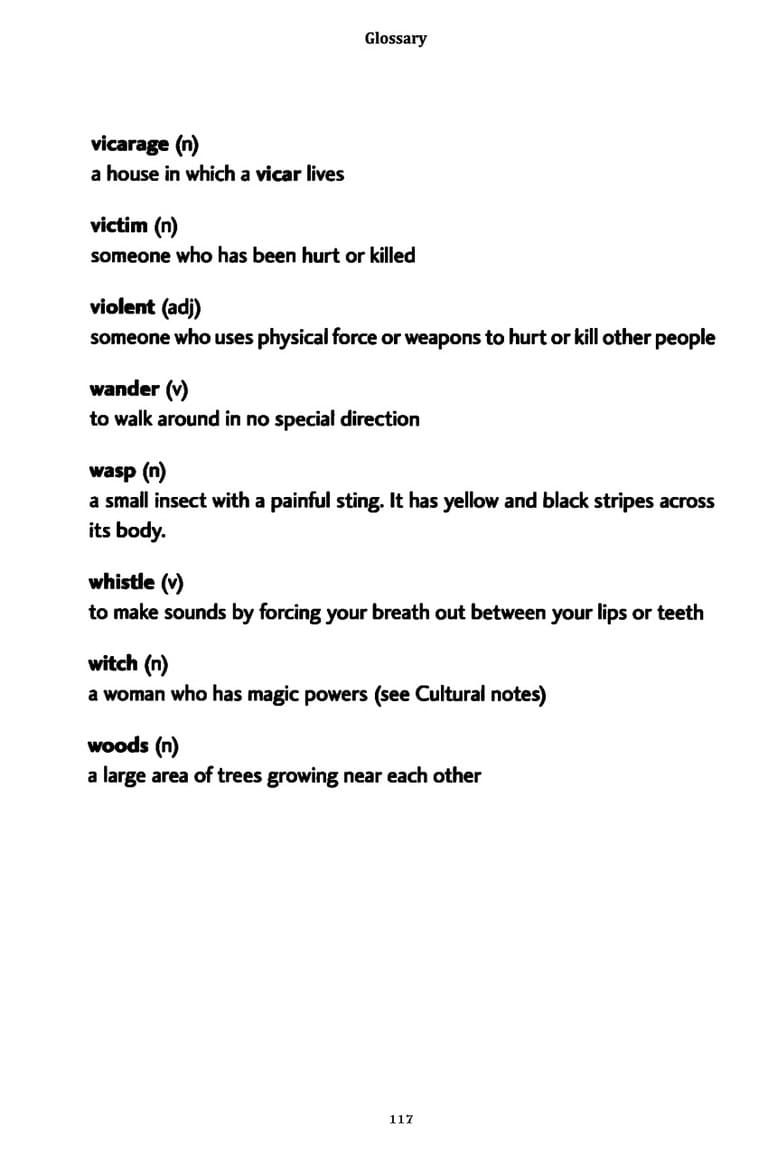 Glossary
vicarage (n)
a house in which a vicar lives
victim (n)
someone who has been hurt or killed
violent (adj)
someone who uses physical force or weapons to hurt or kill other people
wander (v)
to walk around in no special direction
wasp (n)
a small insect with a painful sting. It has yellow and black stripes across
its body.
whistle (v)
to make sounds by forcing your breath out between your lips or teeth
witch (n)
a woman who has magic powers (see Cultural notes)
woods (n)
a large area of trees growing near each other
117